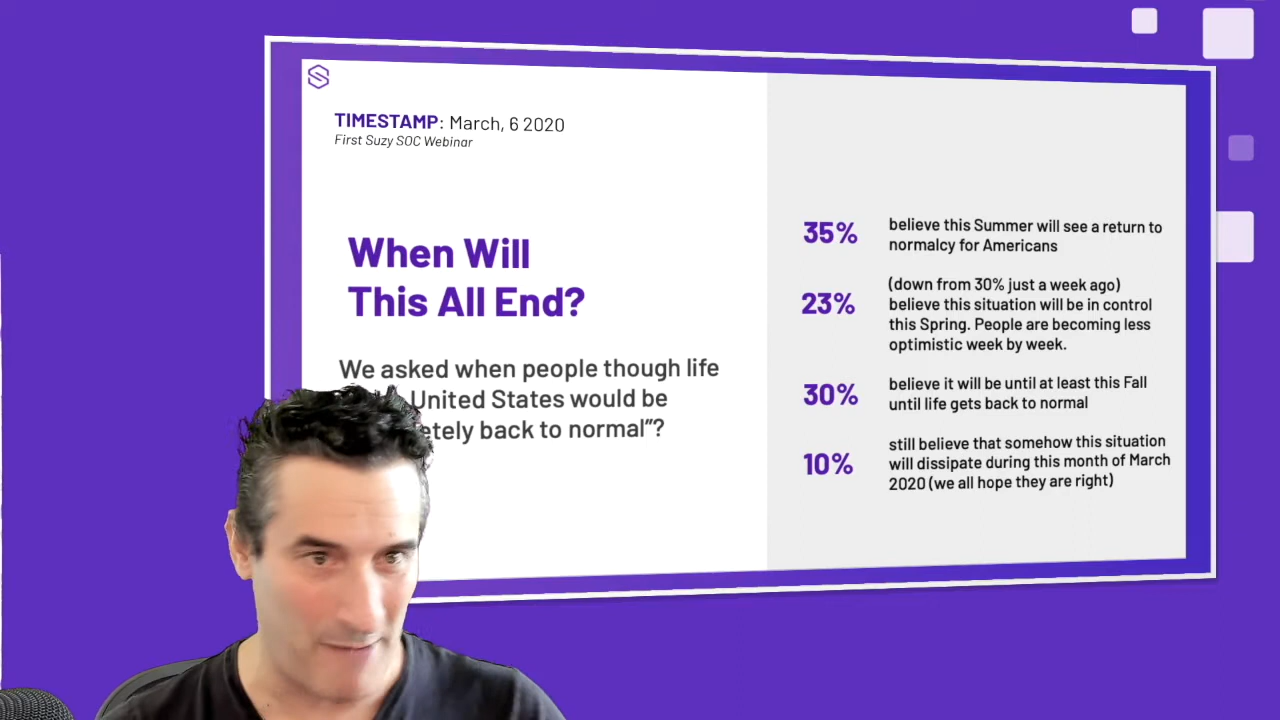 TIMESTAMP: March, 6 2020
First Suzy SOC Webinar
When Will
This All End?
We asked when people though life
United States would be
etely back to normal”?
35%
believe this Summer will see a return to
normalcy for Americans
23%
(down from 30% just a week ago)
believe this situation will be in control
this Spring. People are becoming less
optimistic week by week.
30%
believe it will be until at least this Fall
until life gets back to normal
10%
still believe that somehow this situation
will dissipate during this month of March
2020 (we all hope they are right)